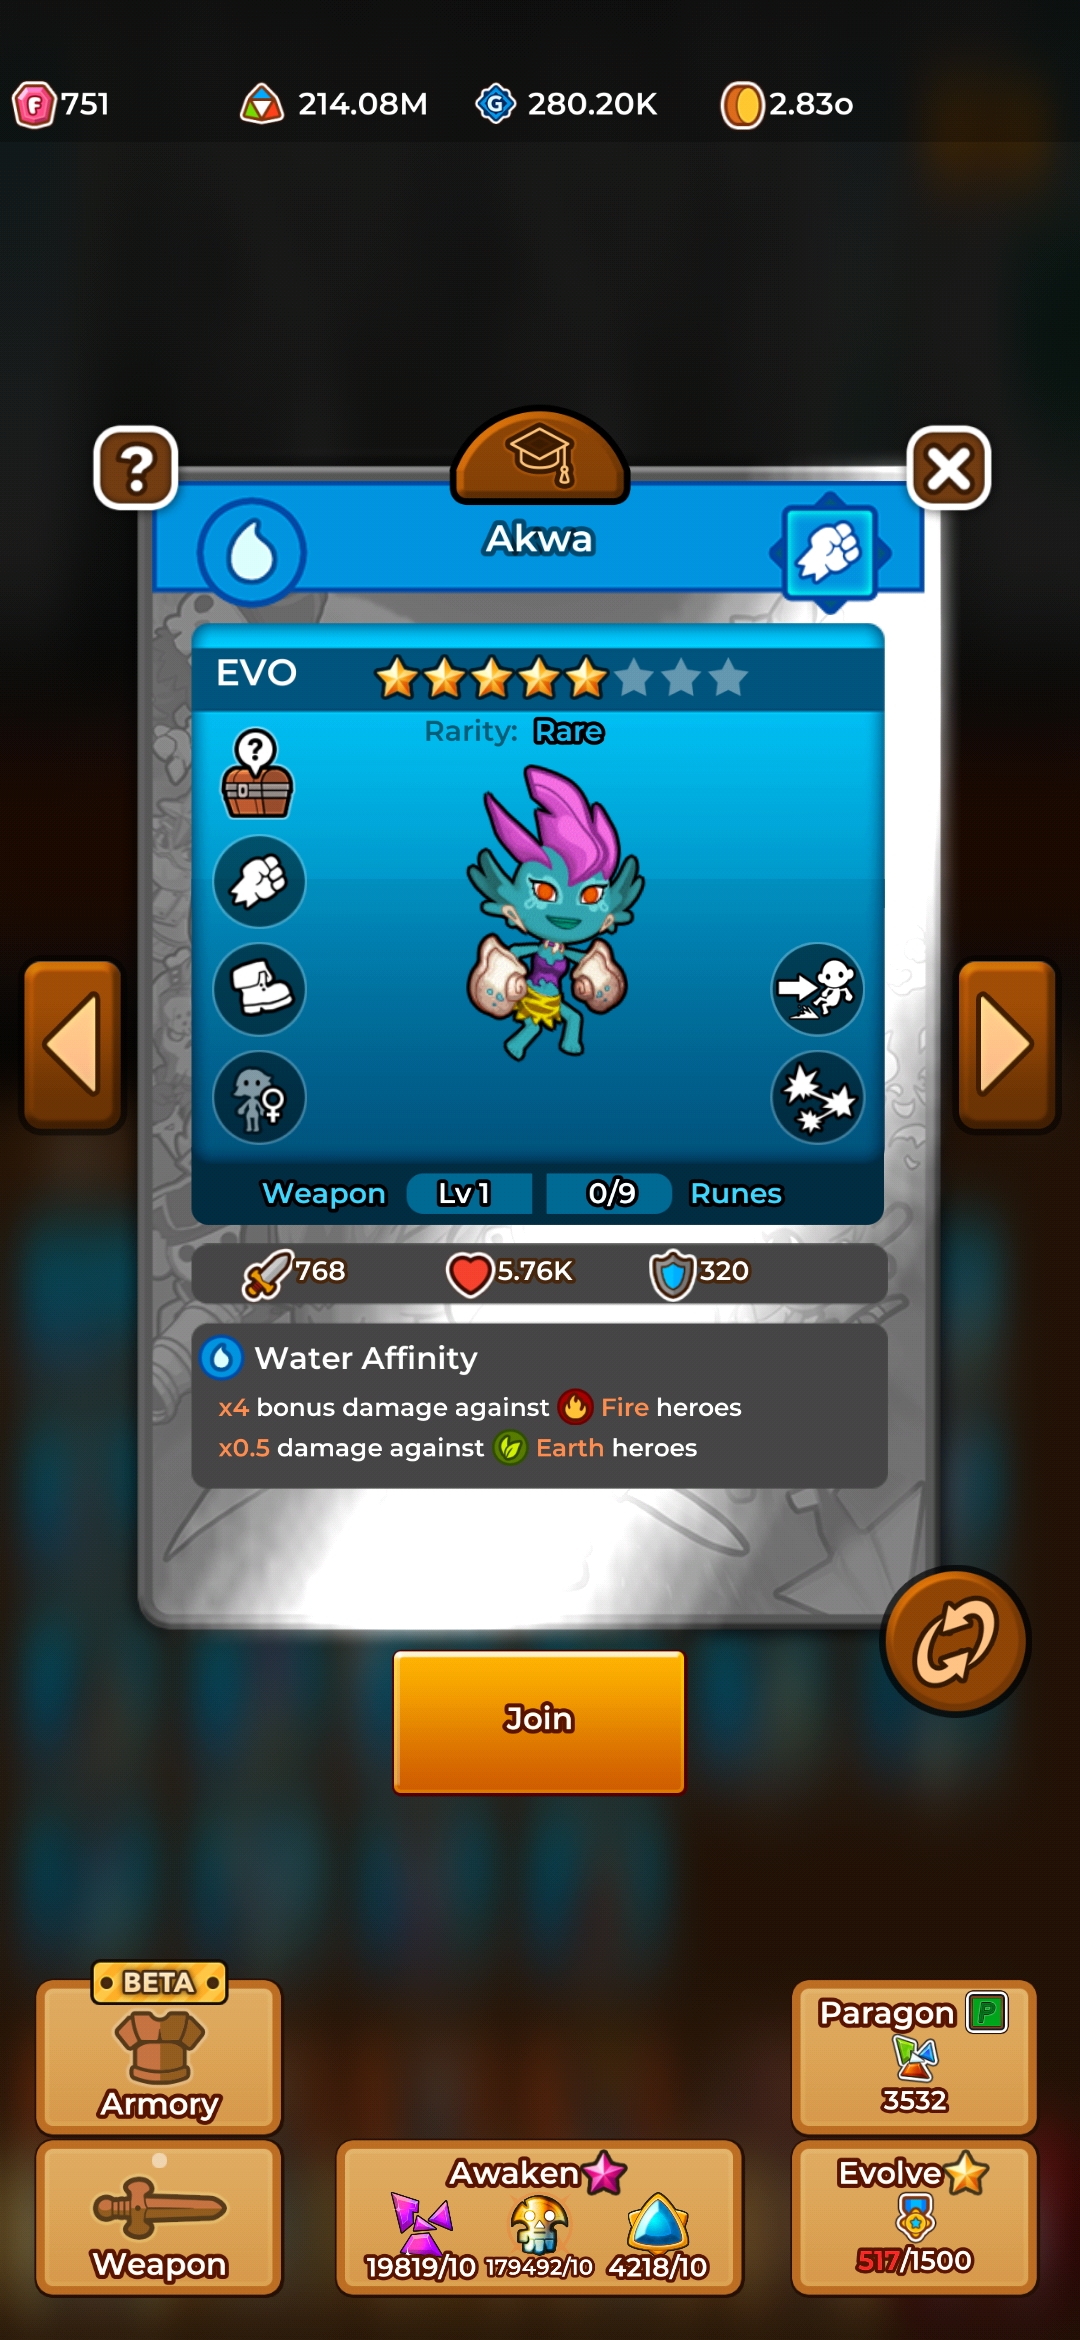 751 214.08M 280.20K 2.83o
?
Akwa
EVO
Rarity: Rare
?
Weapon Lv 1 0/9 Runes
768 5.76K 320
Water Affinity
x4 bonus damage against Fire heroes
x0.5 damage against Earth heroes
Join
BETA
Armory
Paragon P
3532
Weapon
Awaken
19819/10 179492/10 4218/10
Evolve
517/1500